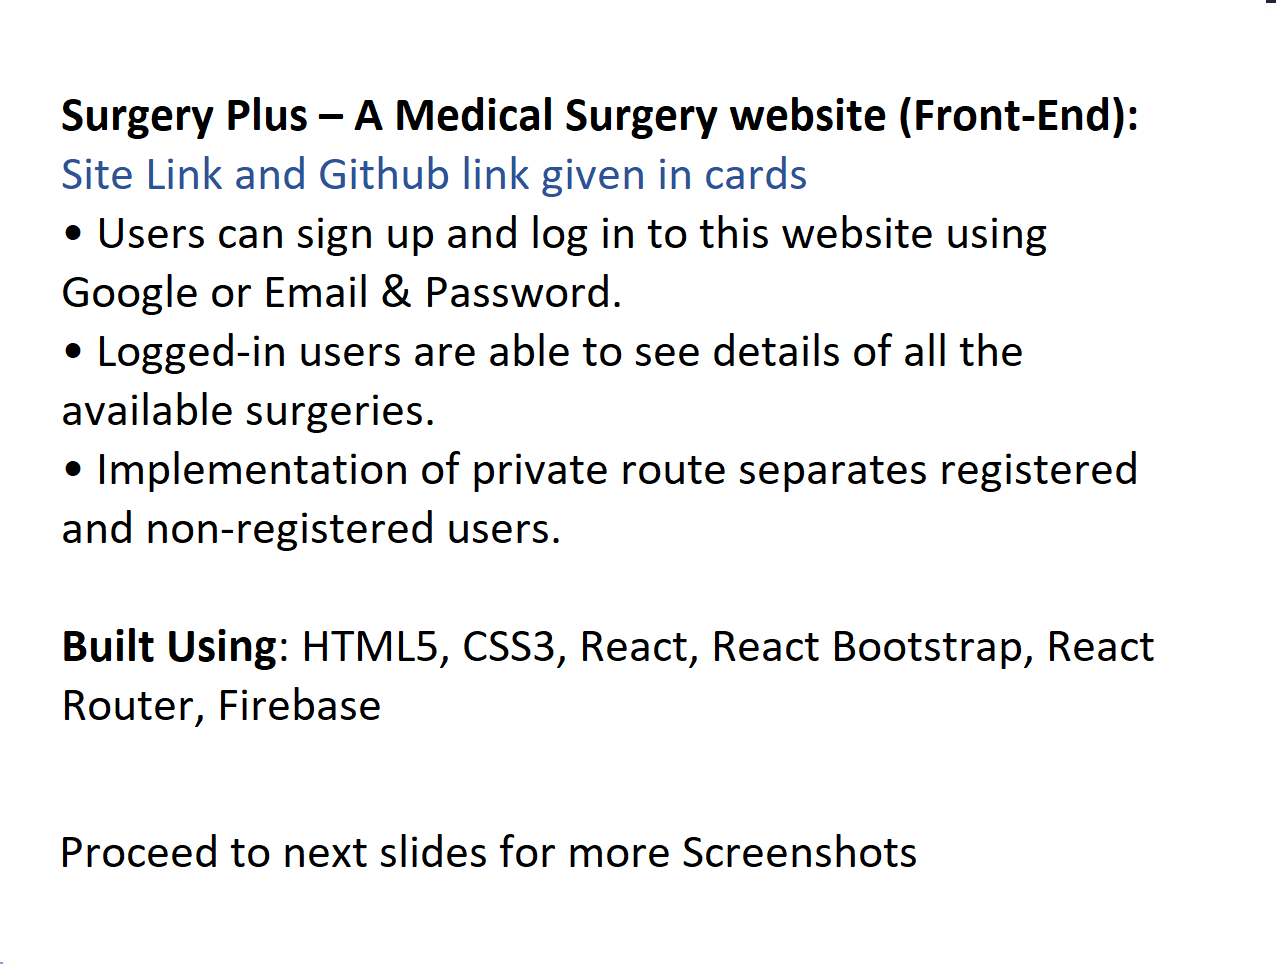 Surgery Plus – A Medical Surgery website (Front-End):
Site Link and Github link given in cards
• Users can sign up and log in to this website using
Google or Email & Password.
• Logged-in users are able to see details of all the
available surgeries.
• Implementation of private route separates registered
and non-registered users.
Built Using: HTML5, CSS3, React, React Bootstrap, React
Router, Firebase
Proceed to next slides for more Screenshots